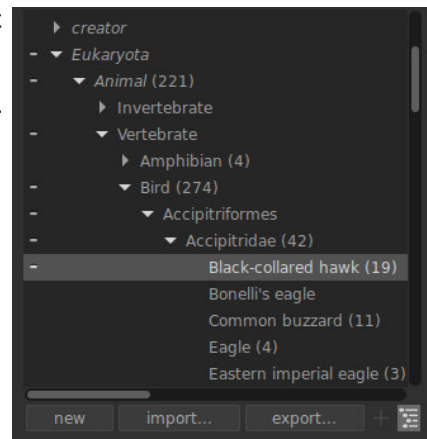 creator
- Eukaryota
- Animal (221)
Invertebrate
- Vertebrate
Amphibian (4)
- Bird (274)
- Accipitriformes
- Accipitridae (42)
- Black-collared hawk (19)
Bonelli's eagle
Common buzzard (11)
Eagle (4)
Eastern imperial eagle (3)
new import... export... +